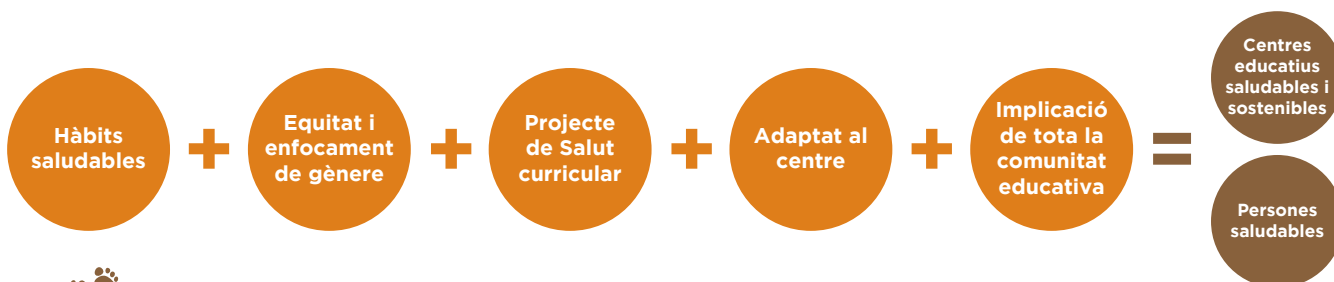 Hàbits
saludables
+
Equitat i
enfocament
de gènere
+
Projecte
de Salut
curricular
+
Adaptat al
centre
+
Implicació
de tota la
comunitat
educativa
=
Centres
educatius
saludables i
sostenibles
Persones
saludables